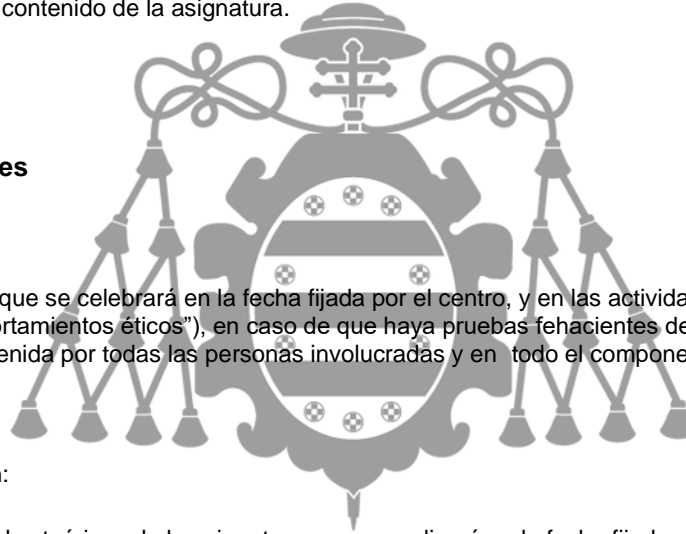 contenido de la asignatura.
es
que se celebrará en la fecha fijada por el centro, y en las activida
ortamientos éticos"), en caso de que haya pruebas fehacientes de
enida por todas las personas involucradas y en todo el compone
n: